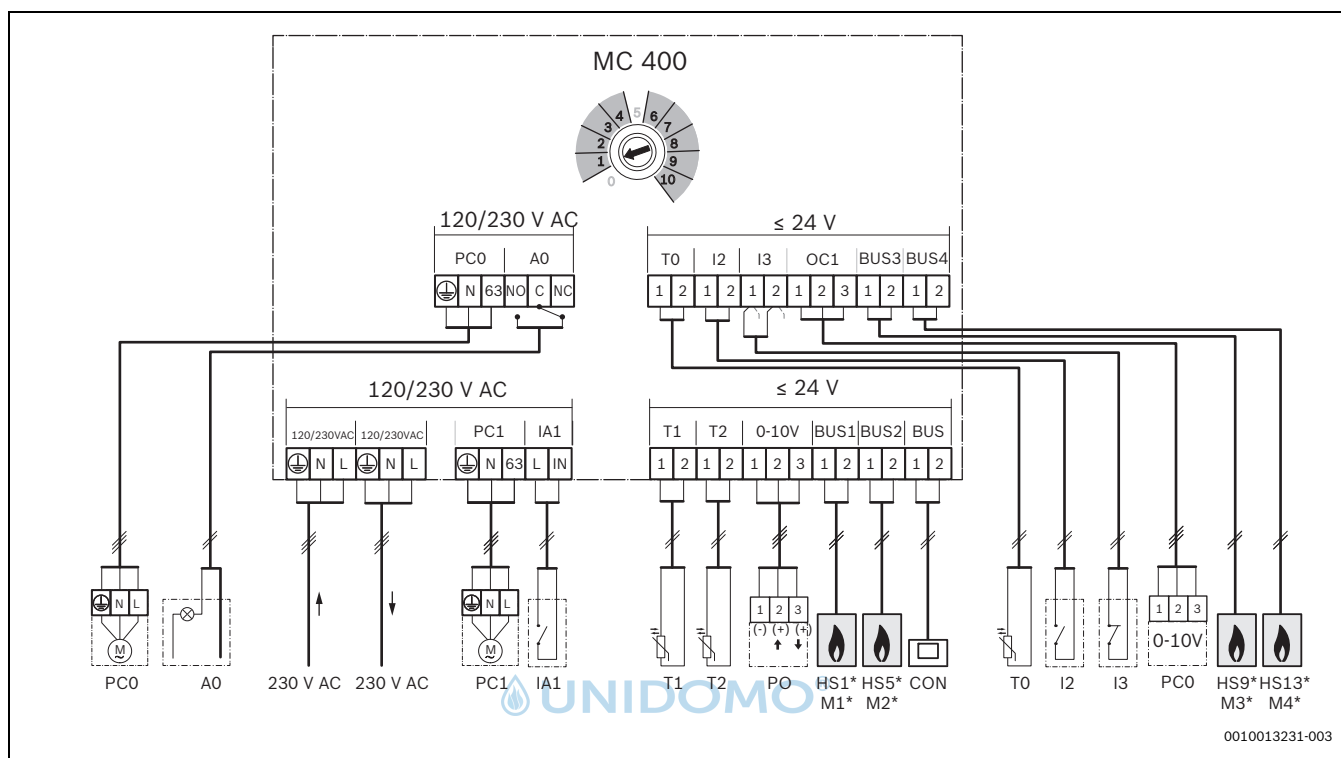 MC 400
0 1 2 3 4 5 6 7 8 9 10
120/230 V AC
PC0 A0
N 63 NO C NC
≤ 24 V
T0 I2 I3 OC1 BUS3 BUS4
1 2 1 2 1 2 1 2 3 1 2 1 2
120/230 V AC
120/230VAC 120/230VAC PC1 IA1
N L N L N 63 L IN
≤ 24 V
T1 T2 0-10V BUS1 BUS2 BUS
1 2 1 2 1 2 3 1 2 1 2 1 2
N L
M
N L
M
1 2 3
(-) (+) (+)
1 2 3
0-10V
PC0 A0 230 V AC 230 V AC PC1 IA1 T1 T2 PO HS1* HS5* CON T0 I2 I3 PC0 HS9* HS13*
M1* M2* M3* M4*
UNIDOMO®
0010013231-003